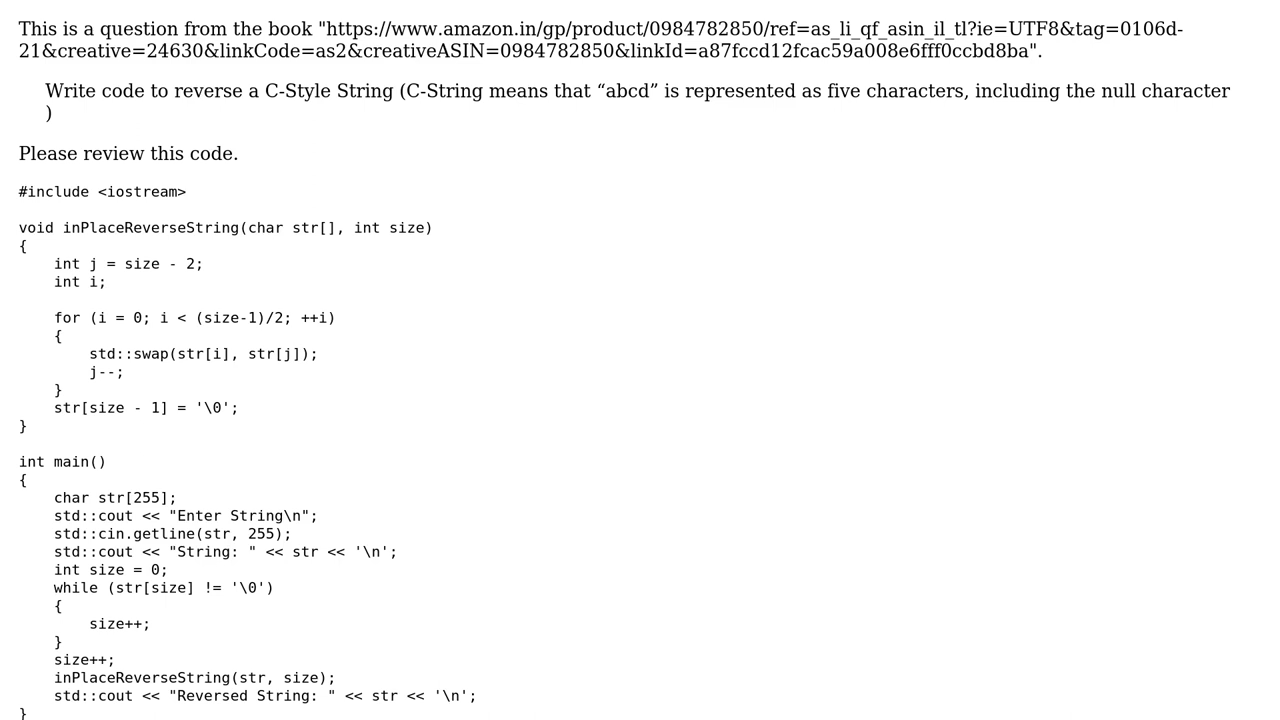 This is a question from the book "https://www.amazon.in/gp/product/0984782850/ref=as_li_qf_asin_il_tl?ie=UTF8&tag=0106d-
21&creative=24630&linkCode=as2&creativeASIN=0984782850&linkId=a87fccd12fcac59a008e6fff0ccbd8ba".
Write code to reverse a C-Style String (C-String means that “abcd” is represented as five characters, including the null character
)
Please review this code.
#include <iostream>
void inPlaceReverseString(char str[], int size)
{
    int j = size - 2;
    int i;
    for (i = 0; i < (size-1)/2; ++i)
    {
        std::swap(str[i], str[j]);
        j--;
    }
    str[size - 1] = '\0';
}
int main()
{
    char str[255];
    std::cout << "Enter String\n";
    std::cin.getline(str, 255);
    std::cout << "String: " << str << '\n';
    int size = 0;
    while (str[size] != '\0')
    {
        size++;
    }
    size++;
    inPlaceReverseString(str, size);
    std::cout << "Reversed String: " << str << '\n';
}